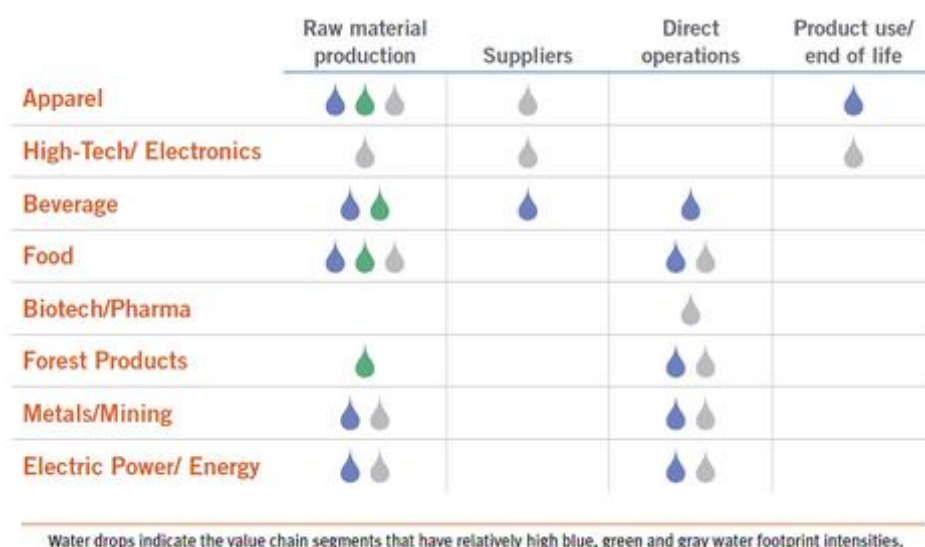 Raw material production
Suppliers
Direct operations
Product use/ end of life
Apparel
High-Tech/ Electronics
Beverage
Food
Biotech/Pharma
Forest Products
Metals/Mining
Electric Power/ Energy
Water drops indicate the value chain segments that have relatively high blue, green and gray water footprint intensities.